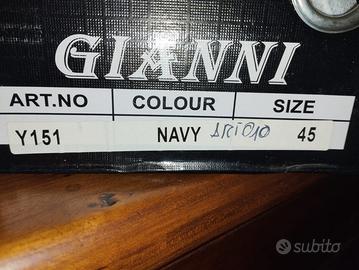 GIANNI
ART.NO COLOUR SIZE
Y151 NAVY 45
subito